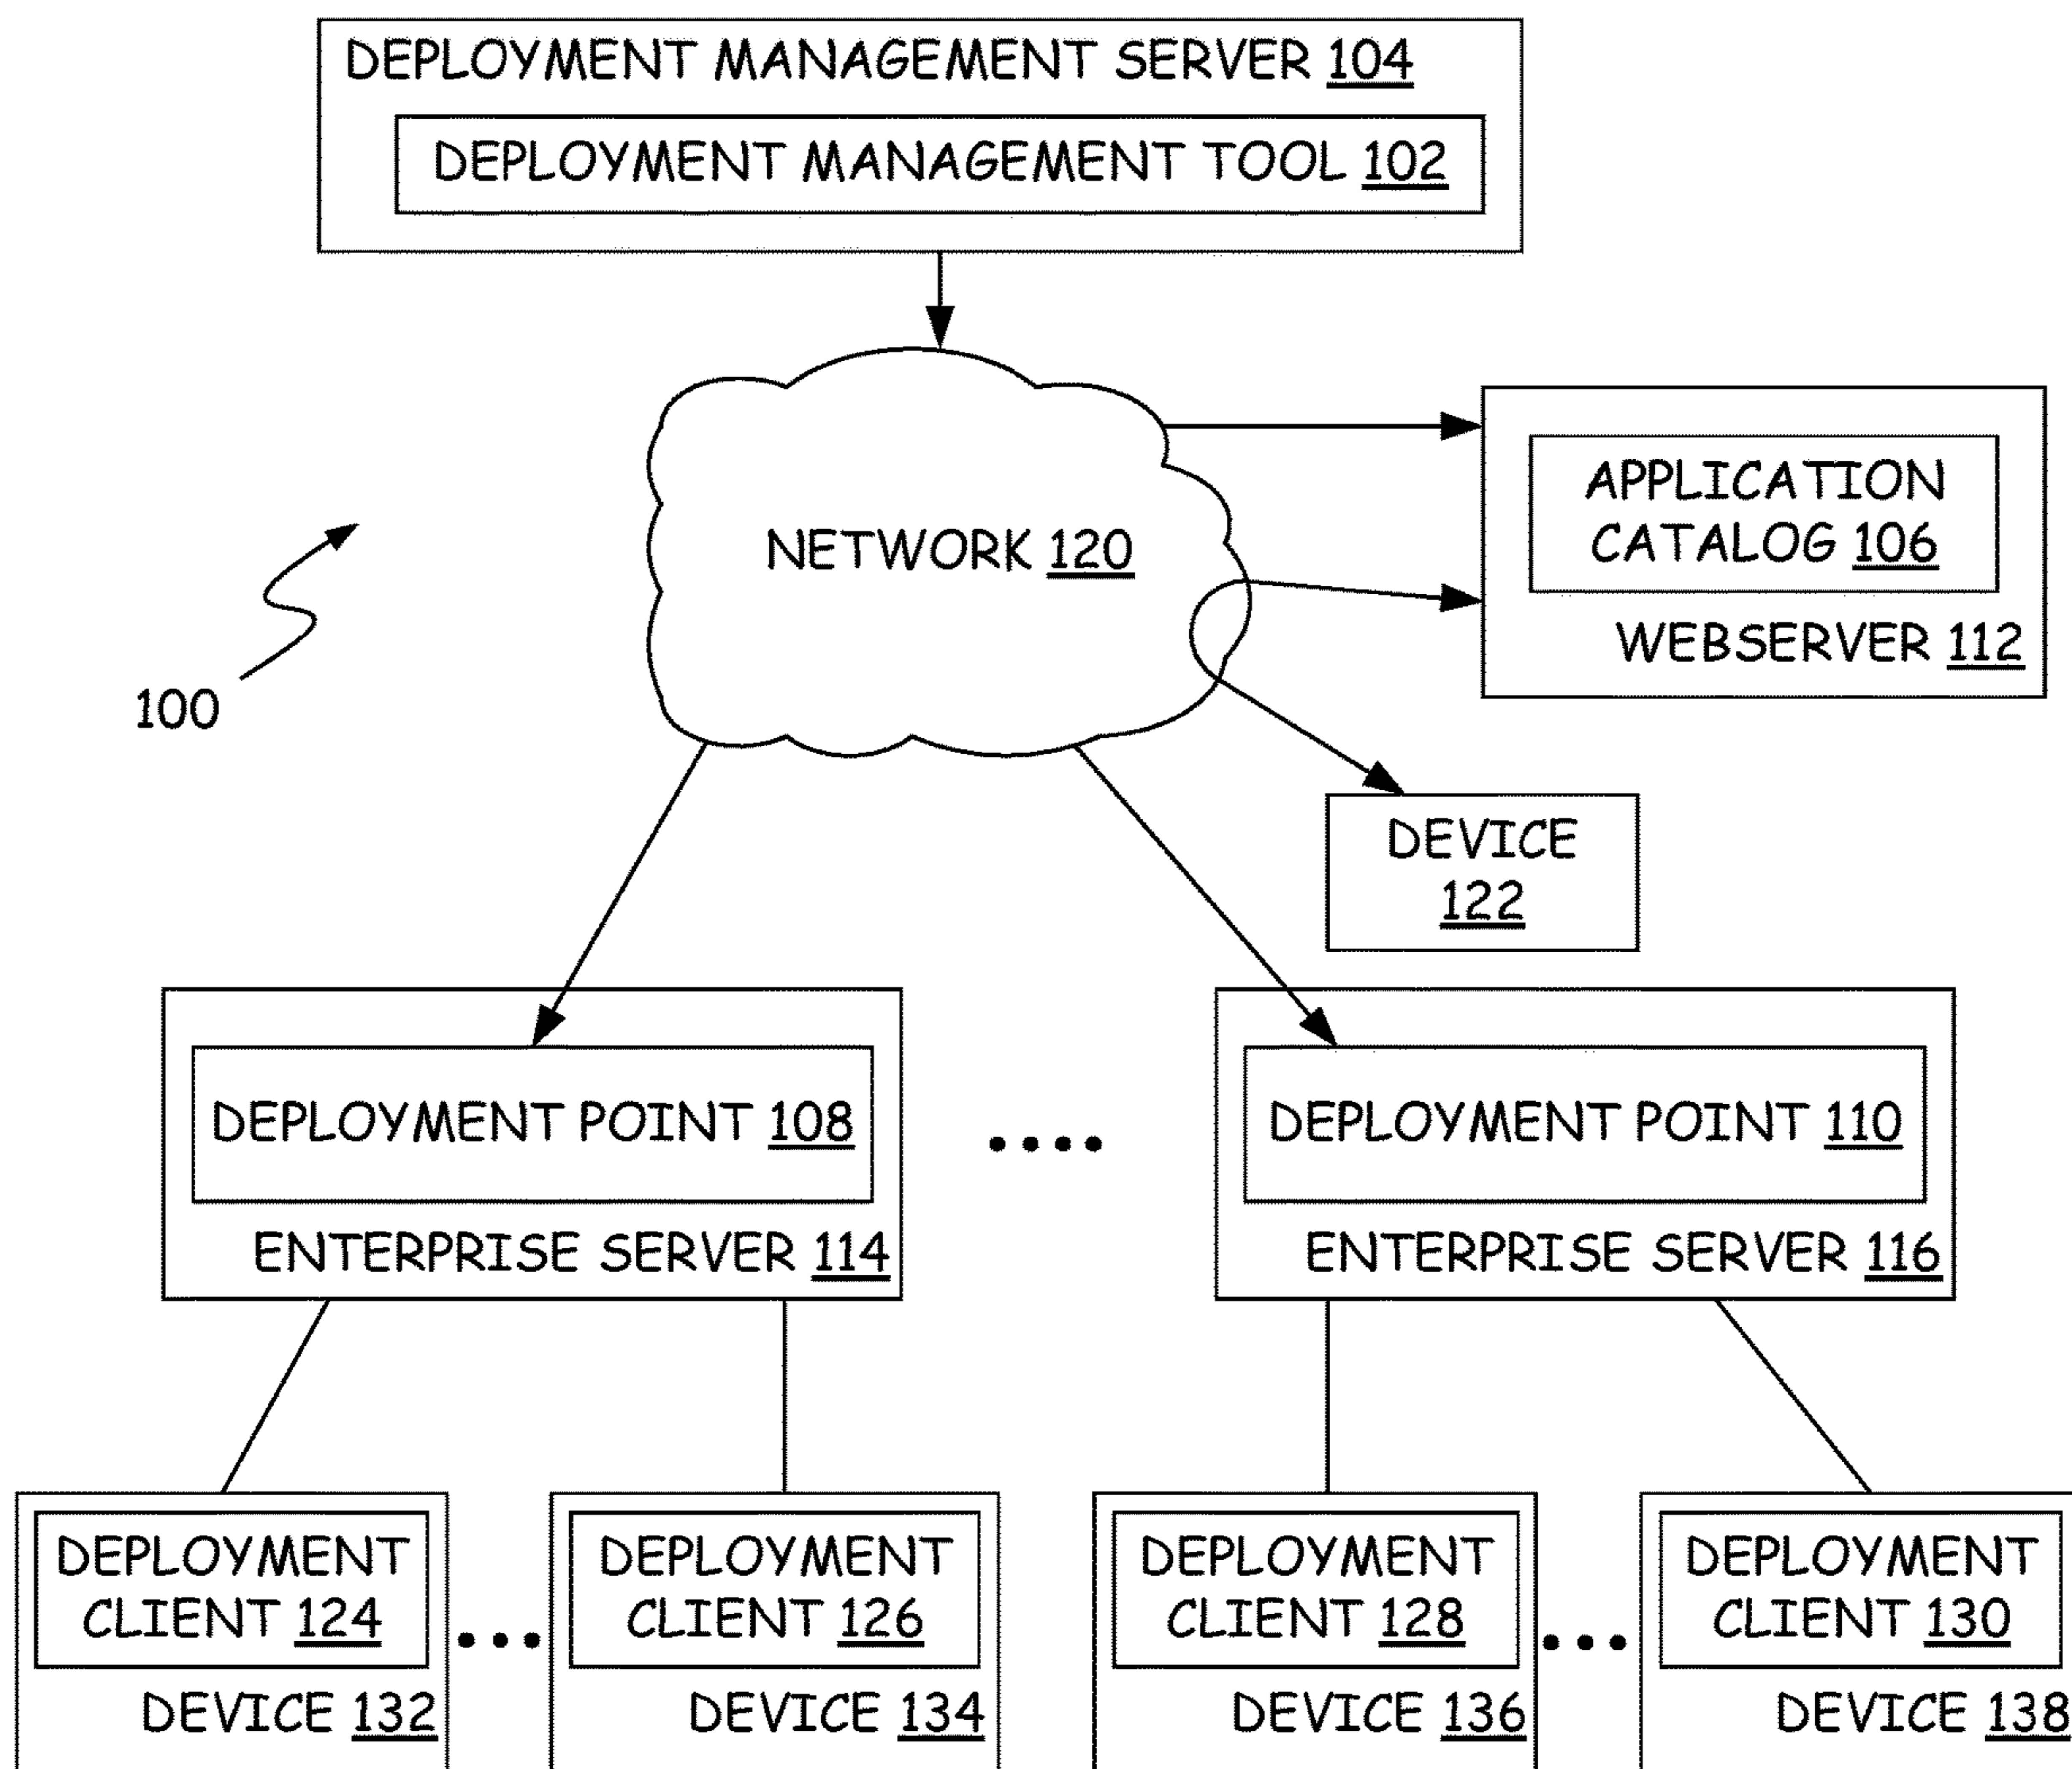 DEPLOYMENT MANAGEMENT SERVER 104
DEPLOYMENT MANAGEMENT TOOL 102
NETWORK 120
APPLICATION
CATALOG 106
WEBSERVER 112
100
DEVICE
122
DEPLOYMENT POINT 108
ENTERPRISE SERVER 114
DEPLOYMENT POINT 110
ENTERPRISE SERVER 116
DEPLOYMENT
CLIENT 124
DEVICE 132
DEPLOYMENT
CLIENT 126
DEVICE 134
DEPLOYMENT
CLIENT 128
DEVICE 136
DEPLOYMENT
CLIENT 130
DEVICE 138